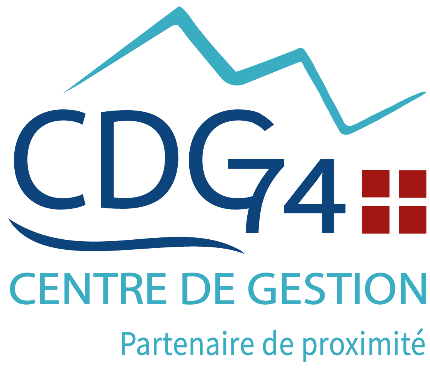 CDG74
CENTRE DE GESTION
Partenaire de proximité